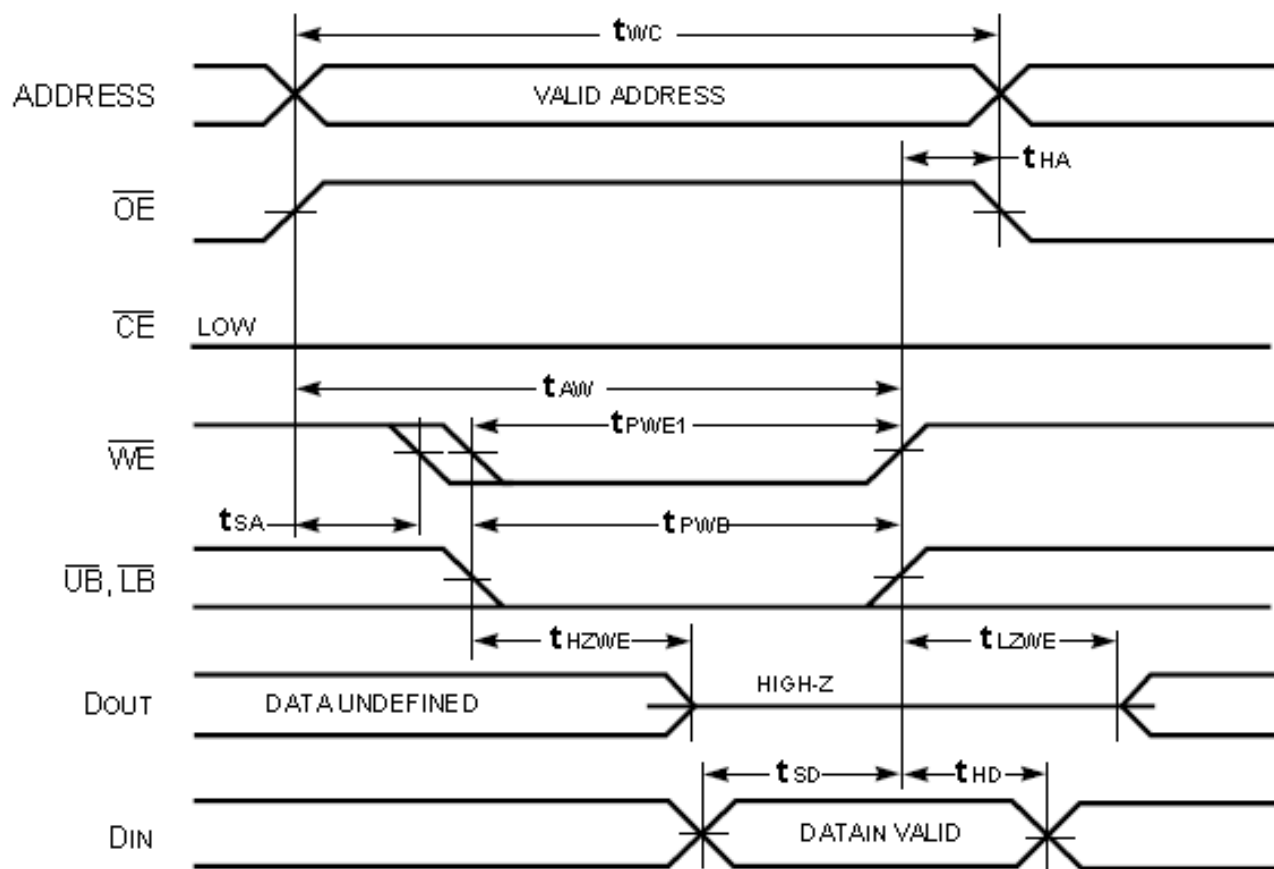 tWC
ADDRESS
VALID ADDRESS
tHA
OE
CE
LOW
tAW
tPWE1
WE
tSA
tPWB
UB, LB
tHZWE
tLZWE
DOUT
DATA UNDEFINED
HIGH-Z
tSD
tHD
DIN
DATAIN VALID